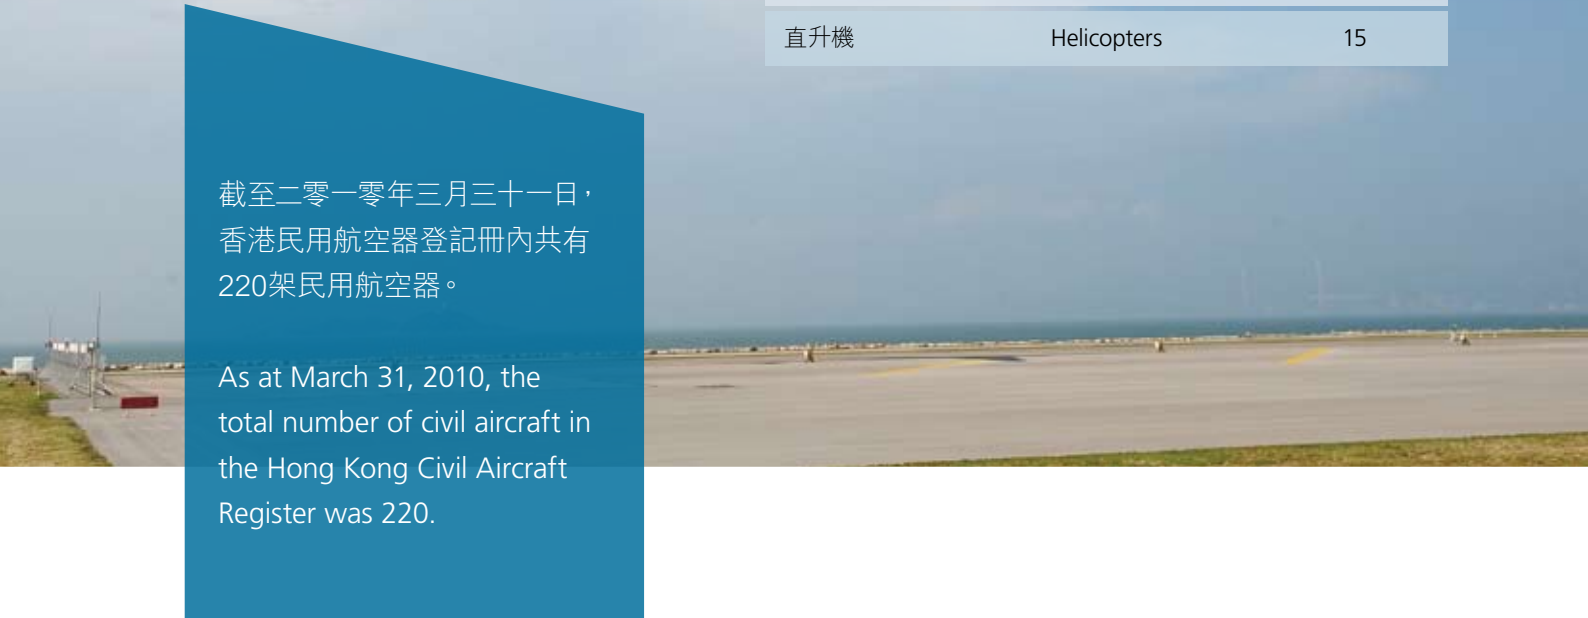 直升機 Helicopters 15
截至二零一零年三月三十一日，
香港民用航空器登記冊內共有
220架民用航空器。
As at March 31, 2010, the
total number of civil aircraft in
the Hong Kong Civil Aircraft
Register was 220.